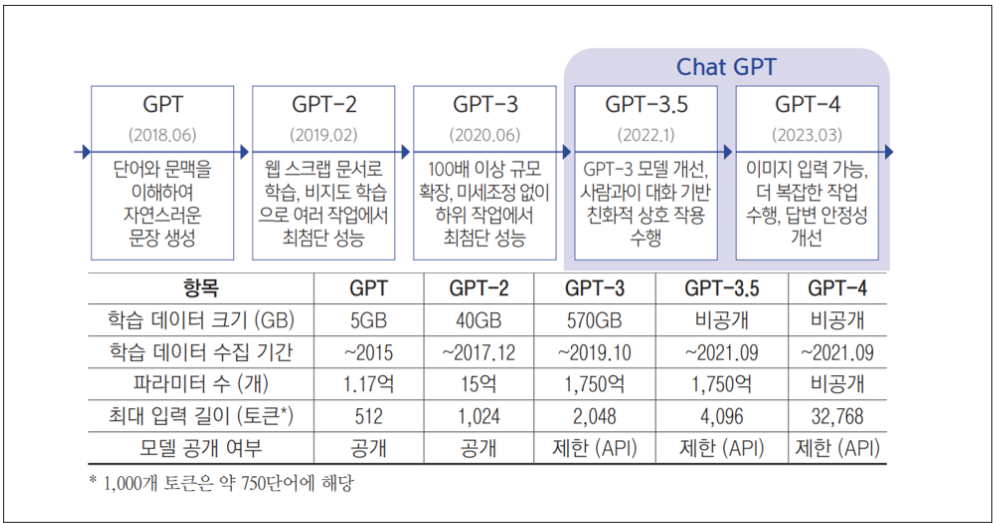 Chat GPT
GPT
(2018.06)
단어와 문맥을
이해하여
자연스러운
문장 생성
GPT-2
(2019.02)
웹 스크랩 문서로
학습, 비지도 학습
으로 여러 작업에서
최첨단 성능
GPT-3
(2020.06)
100배 이상 규모
확장, 미세조정 없이
하위 작업에서
최첨단 성능
GPT-3.5
(2022.1)
GPT-3 모델 개선,
사람과이 대화 기반
친화적 상호 작용
수행
GPT-4
(2023.03)
이미지 입력 가능,
더 복잡한 작업
수행, 답변 안정성
개선
항목 GPT GPT-2 GPT-3 GPT-3.5 GPT-4
학습 데이터 크기 (GB) 5GB 40GB 570GB 비공개 비공개
학습 데이터 수집 기간 ~2015 ~2017.12 ~2019.10 ~2021.09 ~2021.09
파라미터 수 (개) 1.17억 15억 1,750억 1,750억 비공개
최대 입력 길이 (토큰*) 512 1,024 2,048 4,096 32,768
모델 공개 여부 공개 공개 제한 (API) 제한 (API) 제한 (API)
* 1,000개 토큰은 약 750단어에 해당